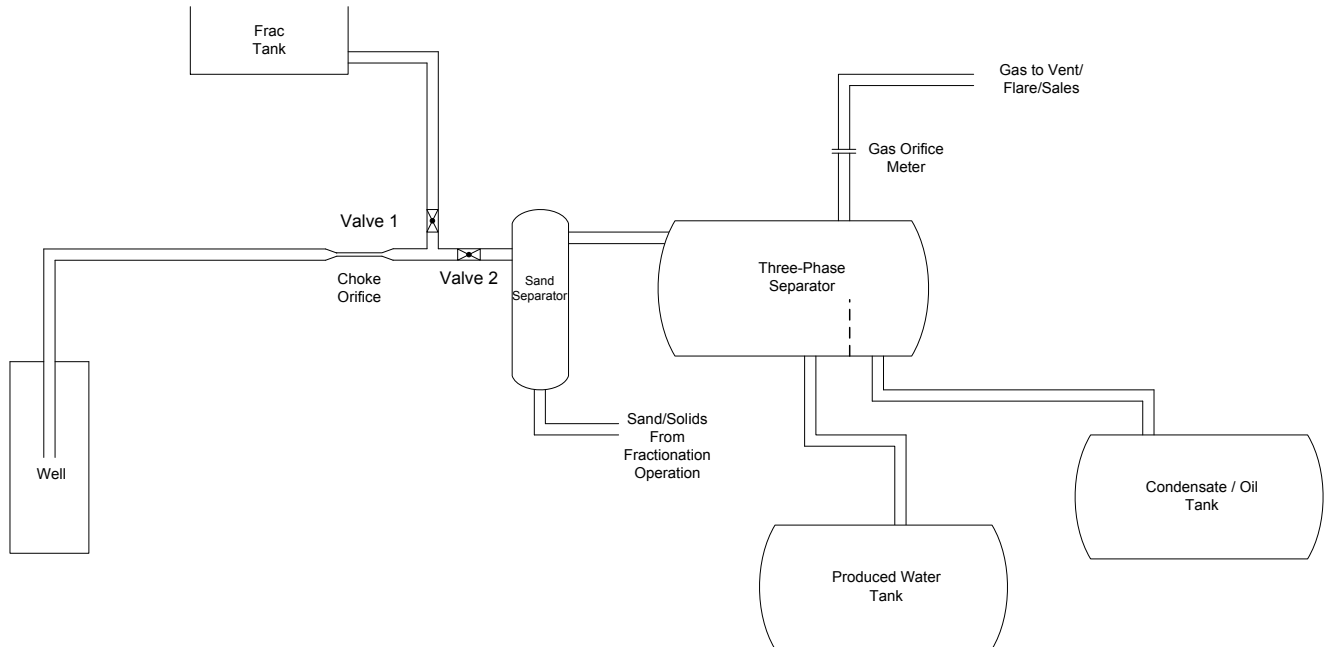 Frac
Tank
Gas to Vent/
Flare/Sales
Gas Orifice
Meter
Valve 1
Choke
Orifice
Valve 2
Sand
Separator
Three-Phase
Separator
Sand/Solids
From
Fractionation
Operation
Well
Condensate / Oil
Tank
Produced Water
Tank